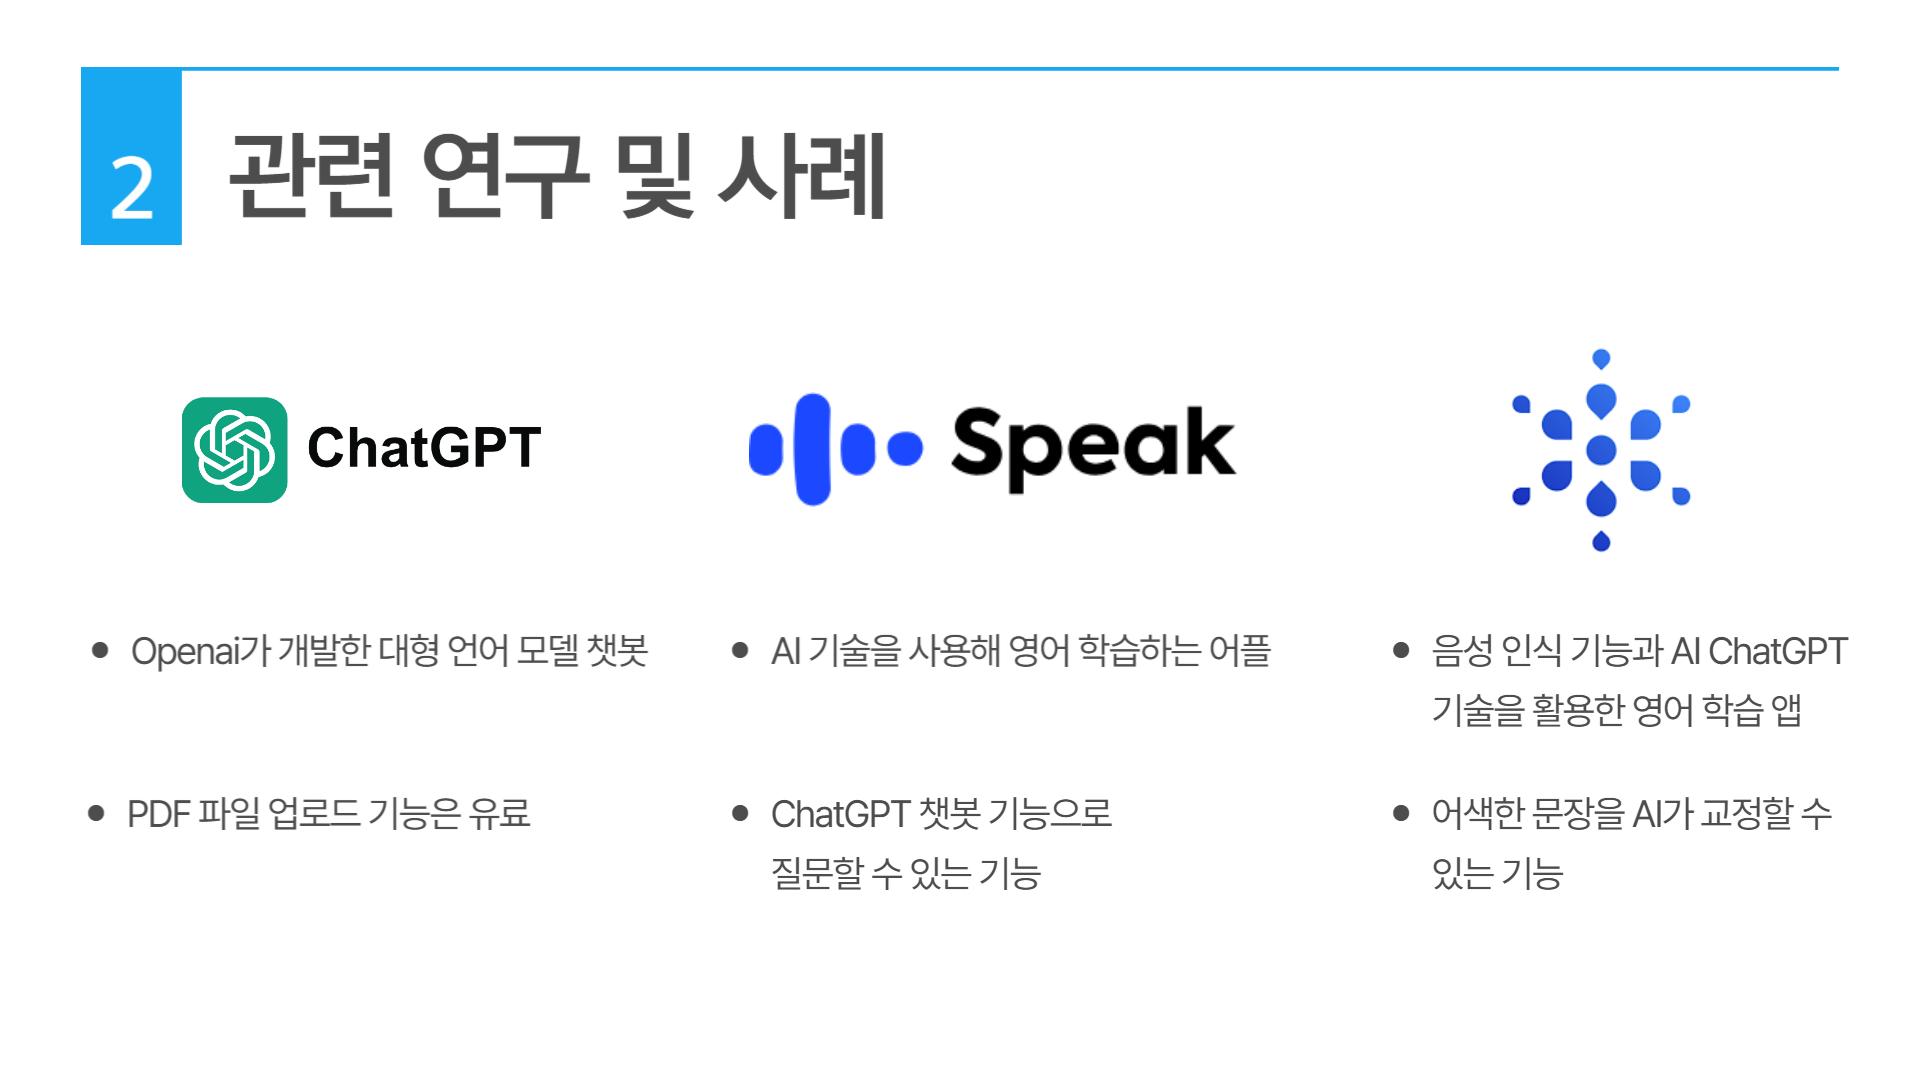 2
관련 연구 및 사례
ChatGPT
Openai가 개발한 대형 언어 모델 챗봇
PDF 파일 업로드 기능은 유료
Speak
AI 기술을 사용해 영어 학습하는 어플
ChatGPT 챗봇 기능으로
질문할 수 있는 기능
음성 인식 기능과 AI ChatGPT
기술을 활용한 영어 학습 앱
어색한 문장을 AI가 교정할 수
있는 기능